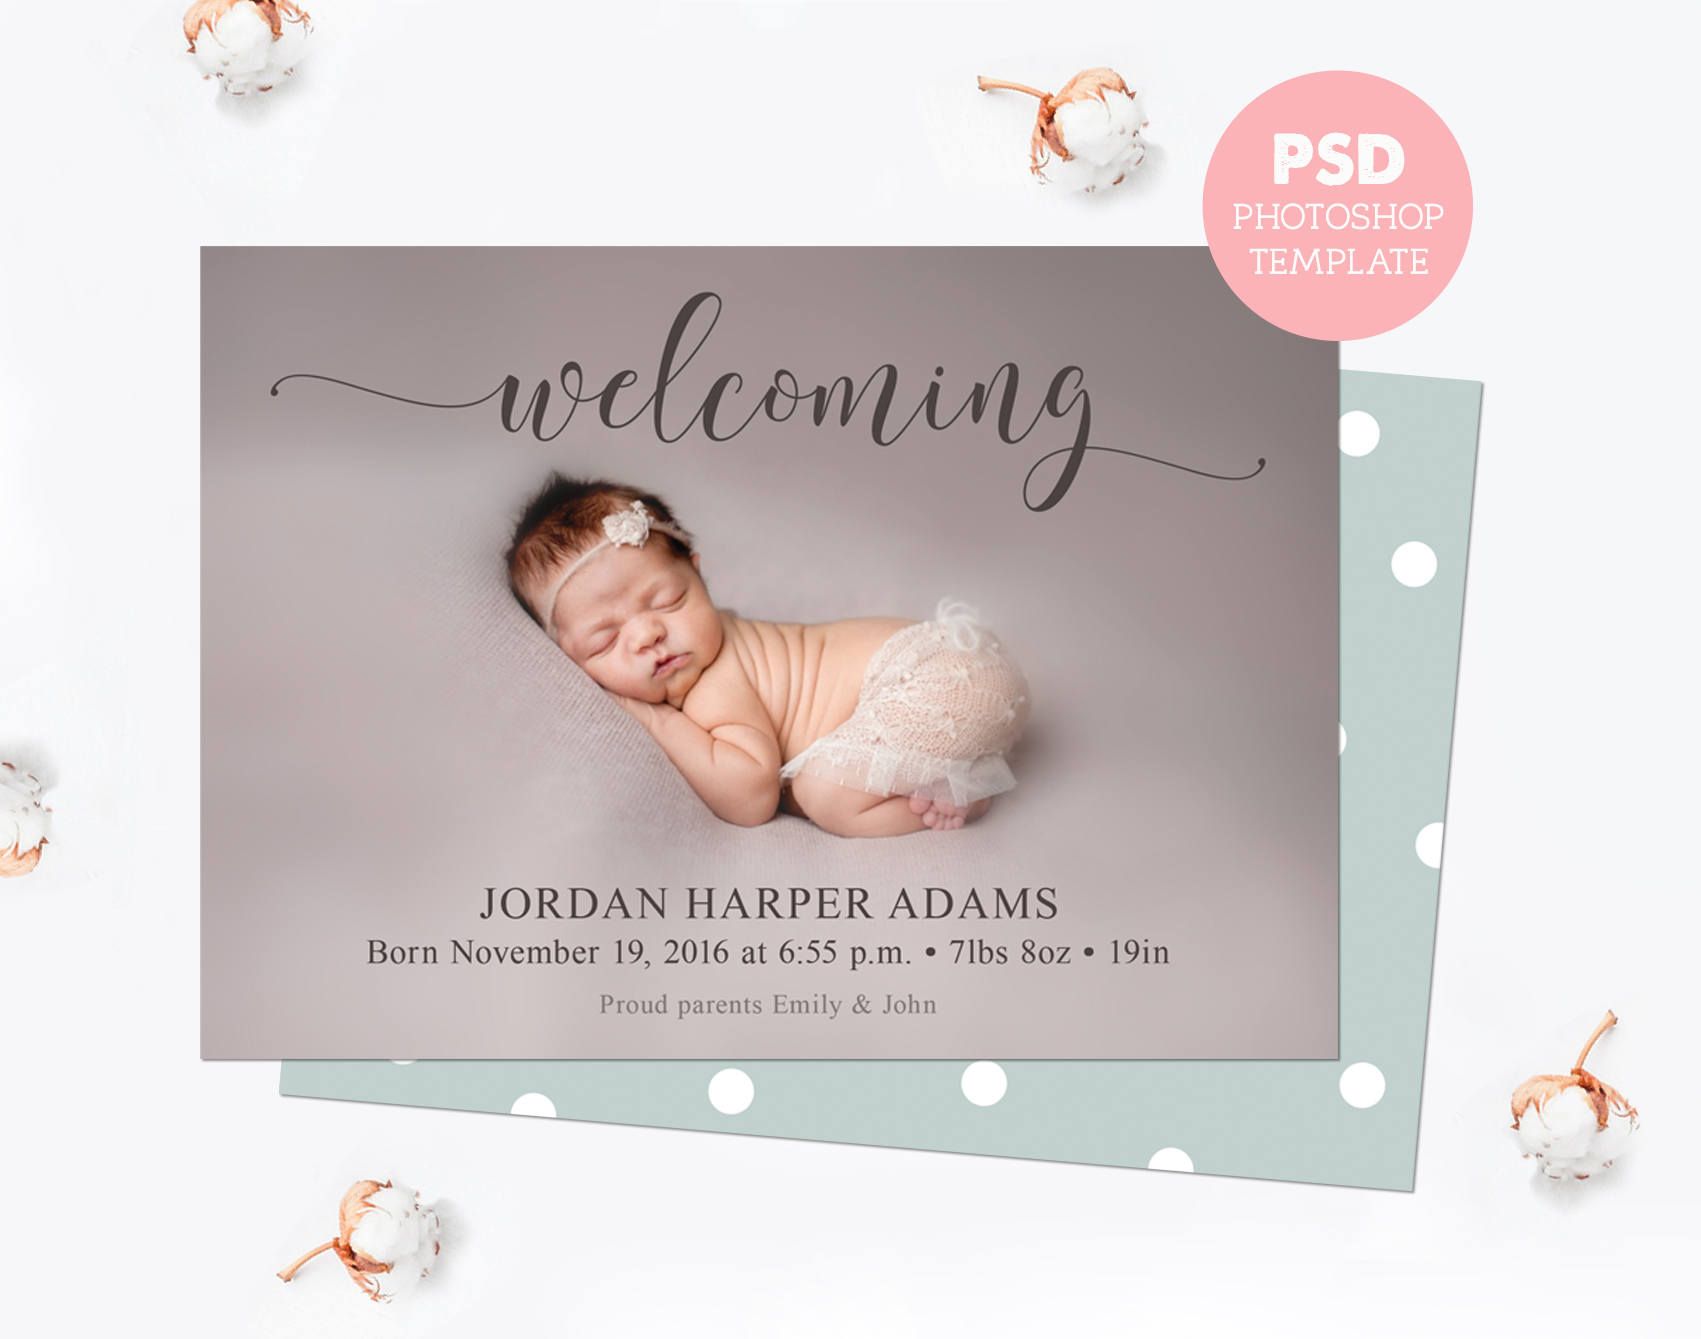 PSD
PHOTOSHOP
TEMPLATE
welcoming
JORDAN HARPER ADAMS
Born November 19, 2016 at 6:55 p.m. • 7lbs 8oz • 19in
Proud parents Emily & John